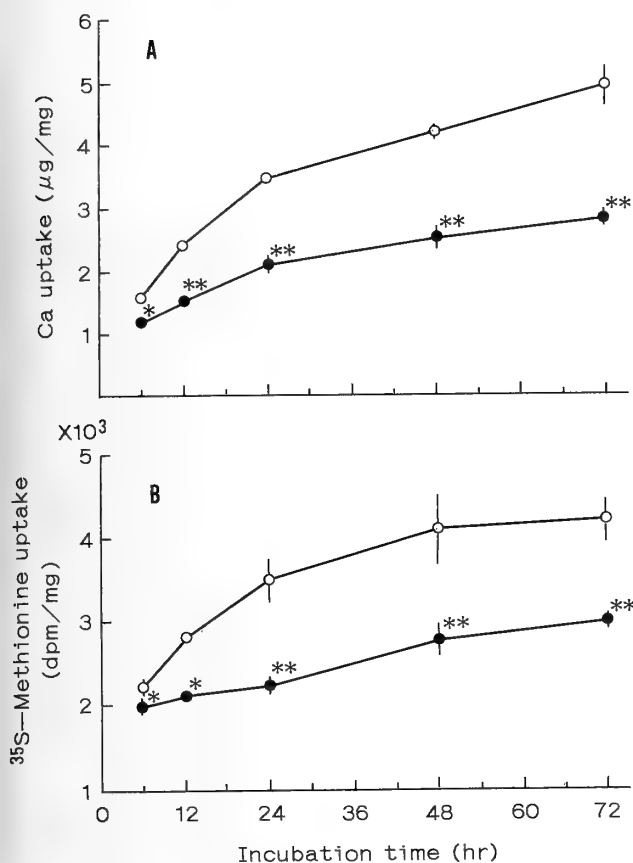 A
Ca uptake (μg/mg)
6
5
4
3
2
1
*
**
**
**
**
B
³⁵S—Methionine uptake
(dpm/mg)
X10³
5
4
3
2
1
*
*
**
**
**
0 12 24 36 48 60 72
Incubation time (hr)